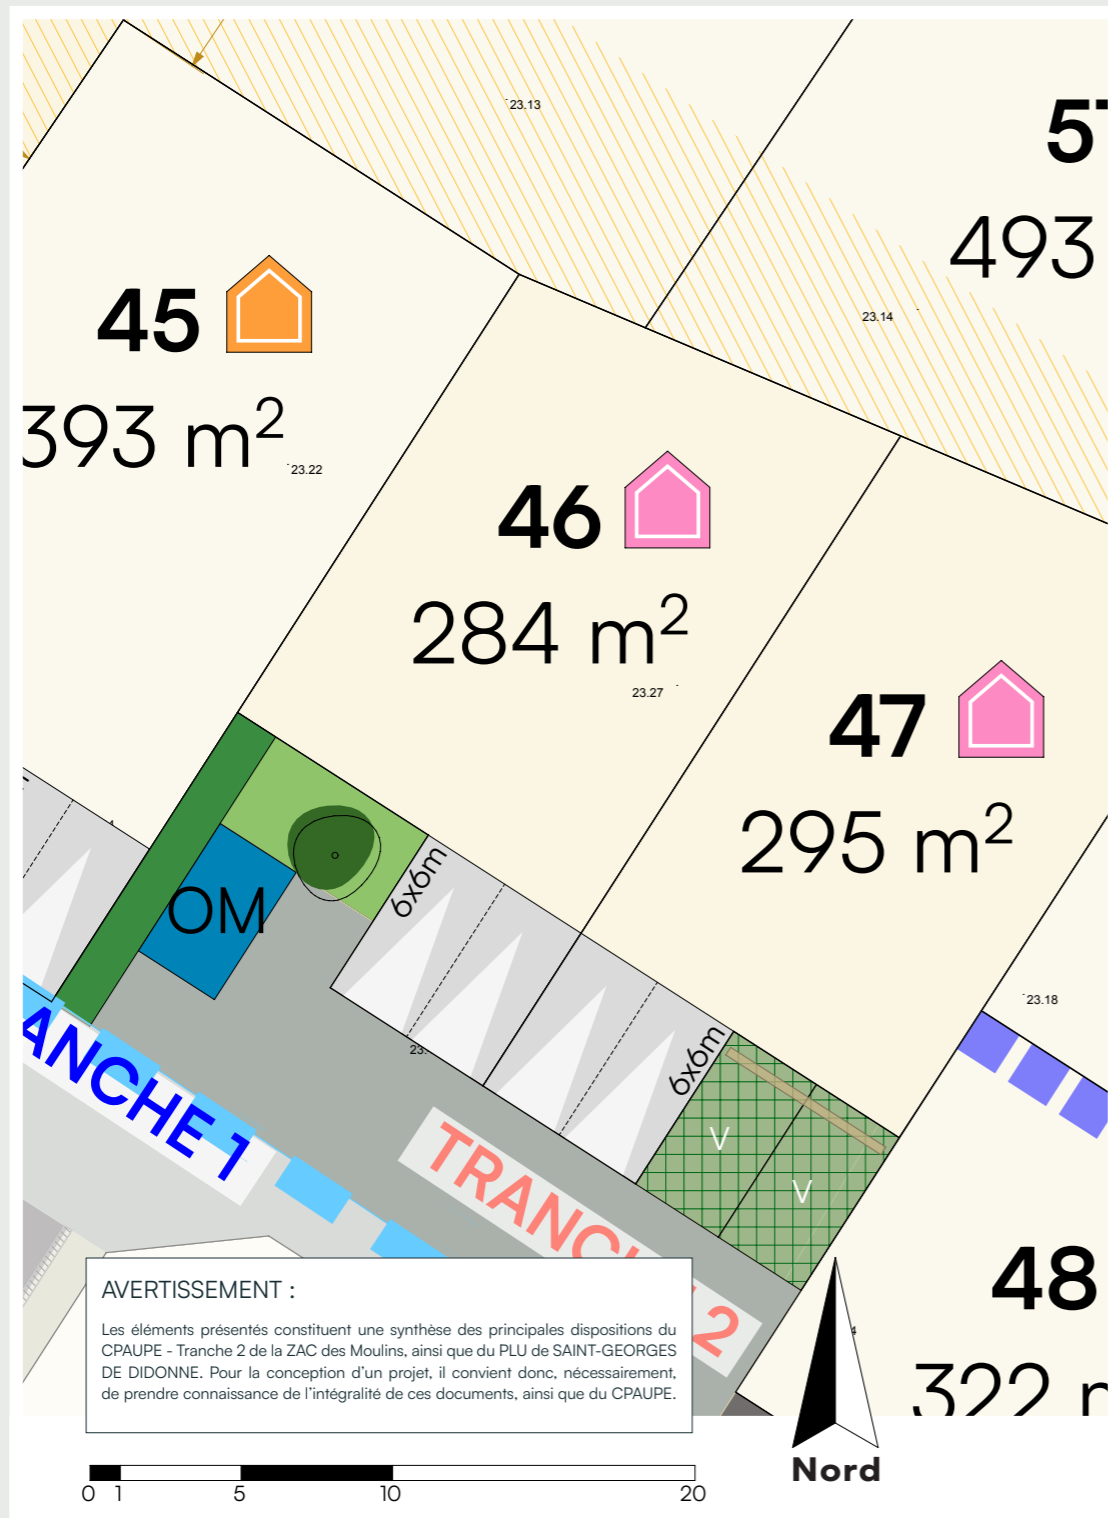 23.13
57
493
23.14
45
393 m²
23.22
46
284 m²
23.27
47
295 m²
6x6m
OM
23.18
23.
6x6m
V
V
ANCHE 1
TRANC
2
48
322
AVERTISSEMENT :
Les éléments présentés constituent une synthèse des principales dispositions du
CPAUPE - Tranche 2 de la ZAC des Moulins, ainsi que du PLU de SAINT-GEORGES
DE DIDONNE. Pour la conception d'un projet, il convient donc, nécessairement,
de prendre connaissance de l'intégralité de ces documents, ainsi que du CPAUPE.
Nord
0 1 5 10 20